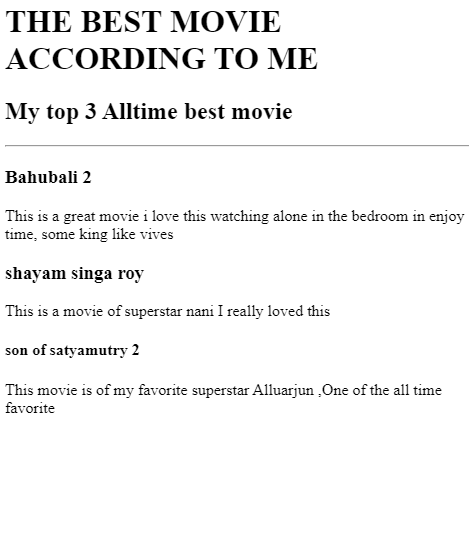 THE BEST MOVIE
ACCORDING TO ME
My top 3 Alltime best movie
Bahubali 2
This is a great movie i love this watching alone in the bedroom in enjoy
time, some king like vives
shayam singa roy
This is a movie of superstar nani I really loved this
son of satyamutry 2
This movie is of my favorite superstar Alluarjun ,One of the all time
favorite